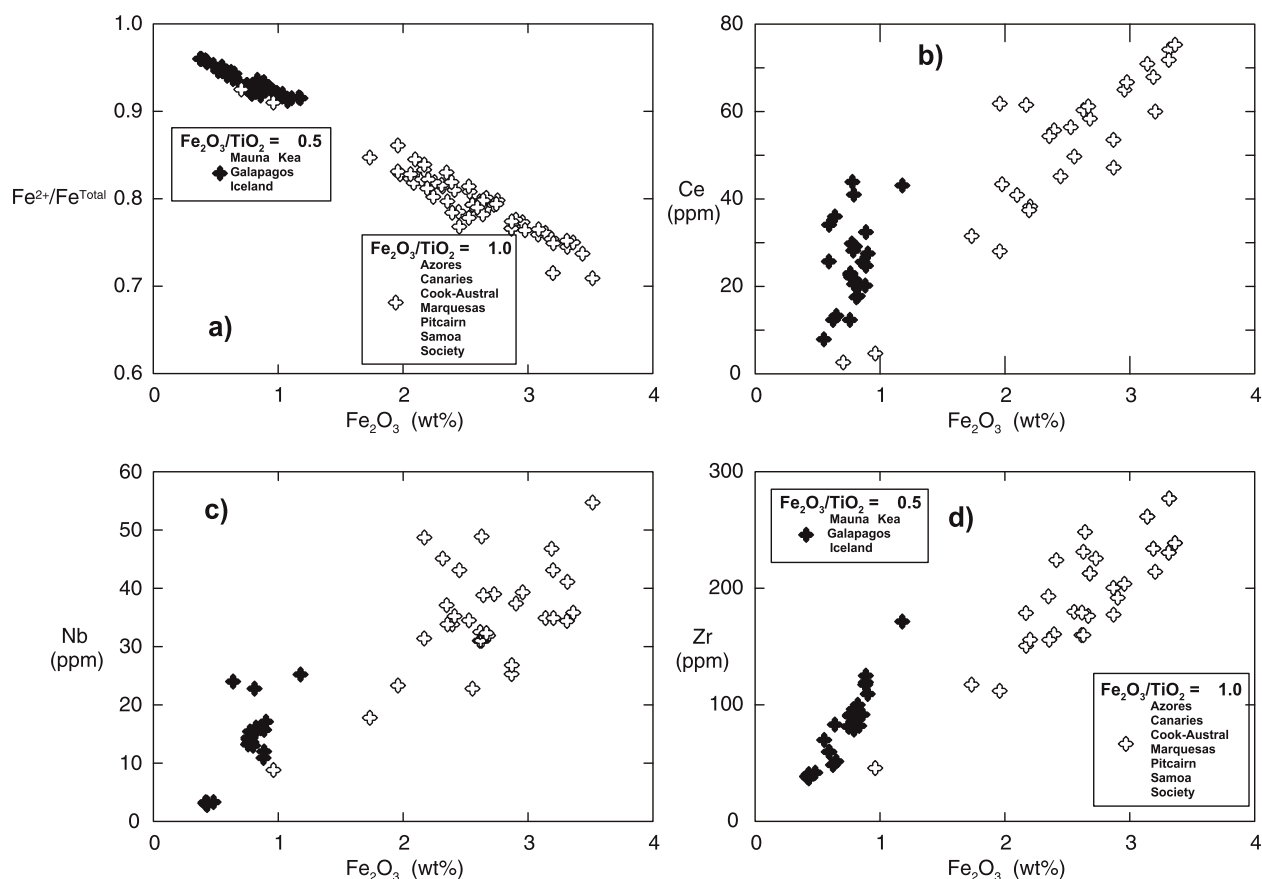 1.0
0.9
0.8
0.7
0.6
Fe²⁺/Feᵀᵒᵗᵃˡ
Fe₂O₃/TiO₂ = 0.5
Mauna Kea
Galapagos
Iceland
Fe₂O₃/TiO₂ = 1.0
Azores
Canaries
Cook-Austral
Marquesas
Pitcairn
Samoa
Society
a)
0 1 2 3 4
Fe₂O₃ (wt%)
80
60
40
20
0
Ce
(ppm)
b)
0 1 2 3 4
Fe₂O₃ (wt%)
60
50
40
30
20
10
0
Nb
(ppm)
c)
0 1 2 3 4
Fe₂O₃ (wt%)
300
200
100
0
Zr
(ppm)
Fe₂O₃/TiO₂ = 0.5
Mauna Kea
Galapagos
Iceland
d)
Fe₂O₃/TiO₂ = 1.0
Azores
Canaries
Cook-Austral
Marquesas
Pitcairn
Samoa
Society
0 1 2 3 4
Fe₂O₃ (wt%)